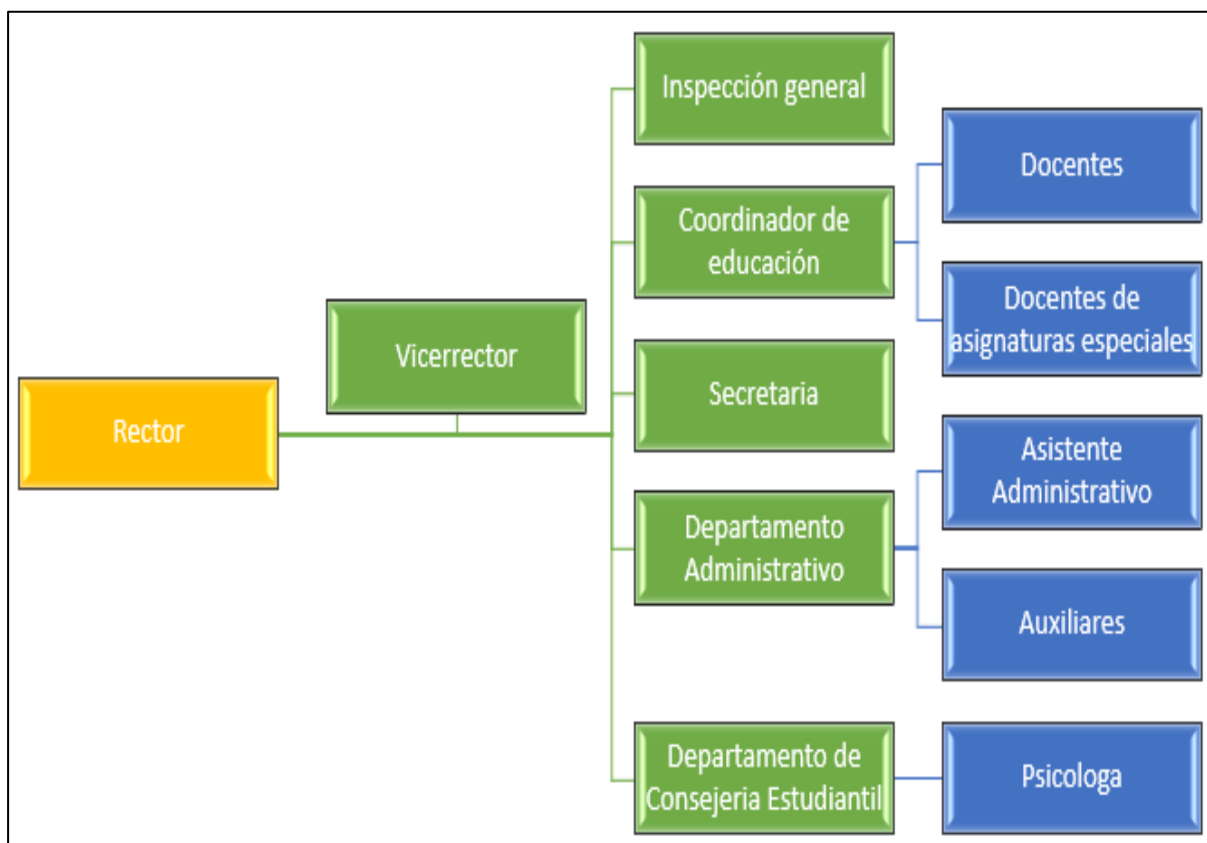 Rector
Vicerrector
Inspección general
Coordinador de
educación
Secretaria
Departamento
Administrativo
Departamento de
Consejeria Estudiantil
Docentes
Docentes de
asignaturas especiales
Asistente
Administrativo
Auxiliares
Psicologa